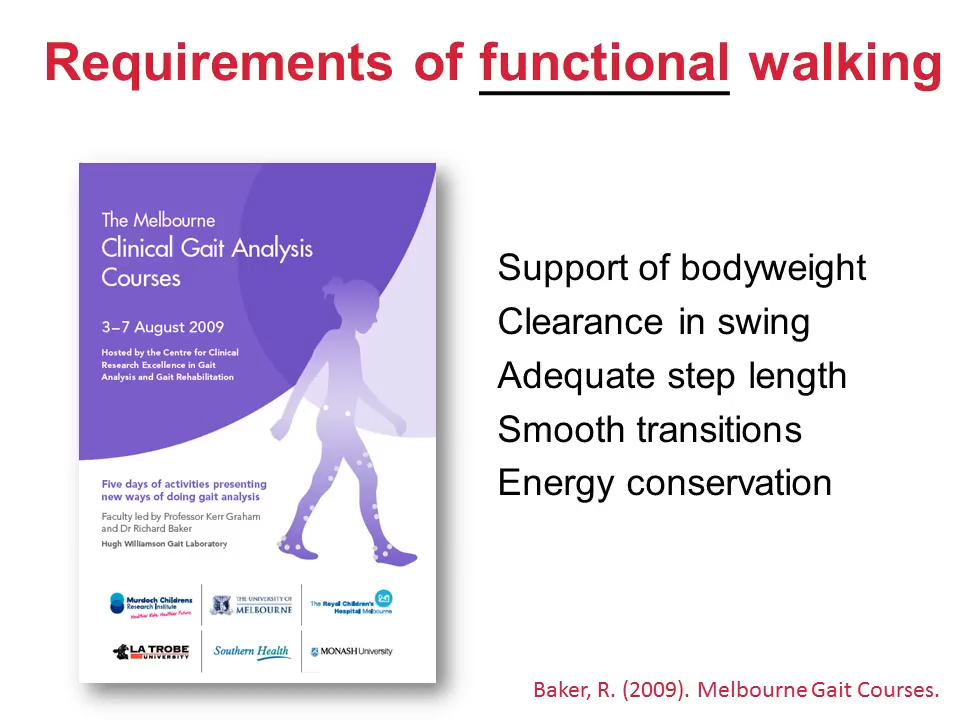 Requirements of functional walking
The Melbourne
Clinical Gait Analysis
Courses
3–7 August 2009
Hosted by the Centre for Clinical
Research Excellence in Gait
Analysis and Gait Rehabilitation
Five days of activities presenting
new ways of doing gait analysis
Faculty led by Professor Kerr Graham
and Dr Richard Baker
Hugh Williamson Gait Laboratory
Murdoch Childrens
Research Institute
Healthier Kids. Healthier Future.
THE UNIVERSITY OF
MELBOURNE
The Royal Children's
Hospital Melbourne
LA TROBE
UNIVERSITY
Southern Health
MONASH University
Support of bodyweight
Clearance in swing
Adequate step length
Smooth transitions
Energy conservation
Baker, R. (2009). Melbourne Gait Courses.